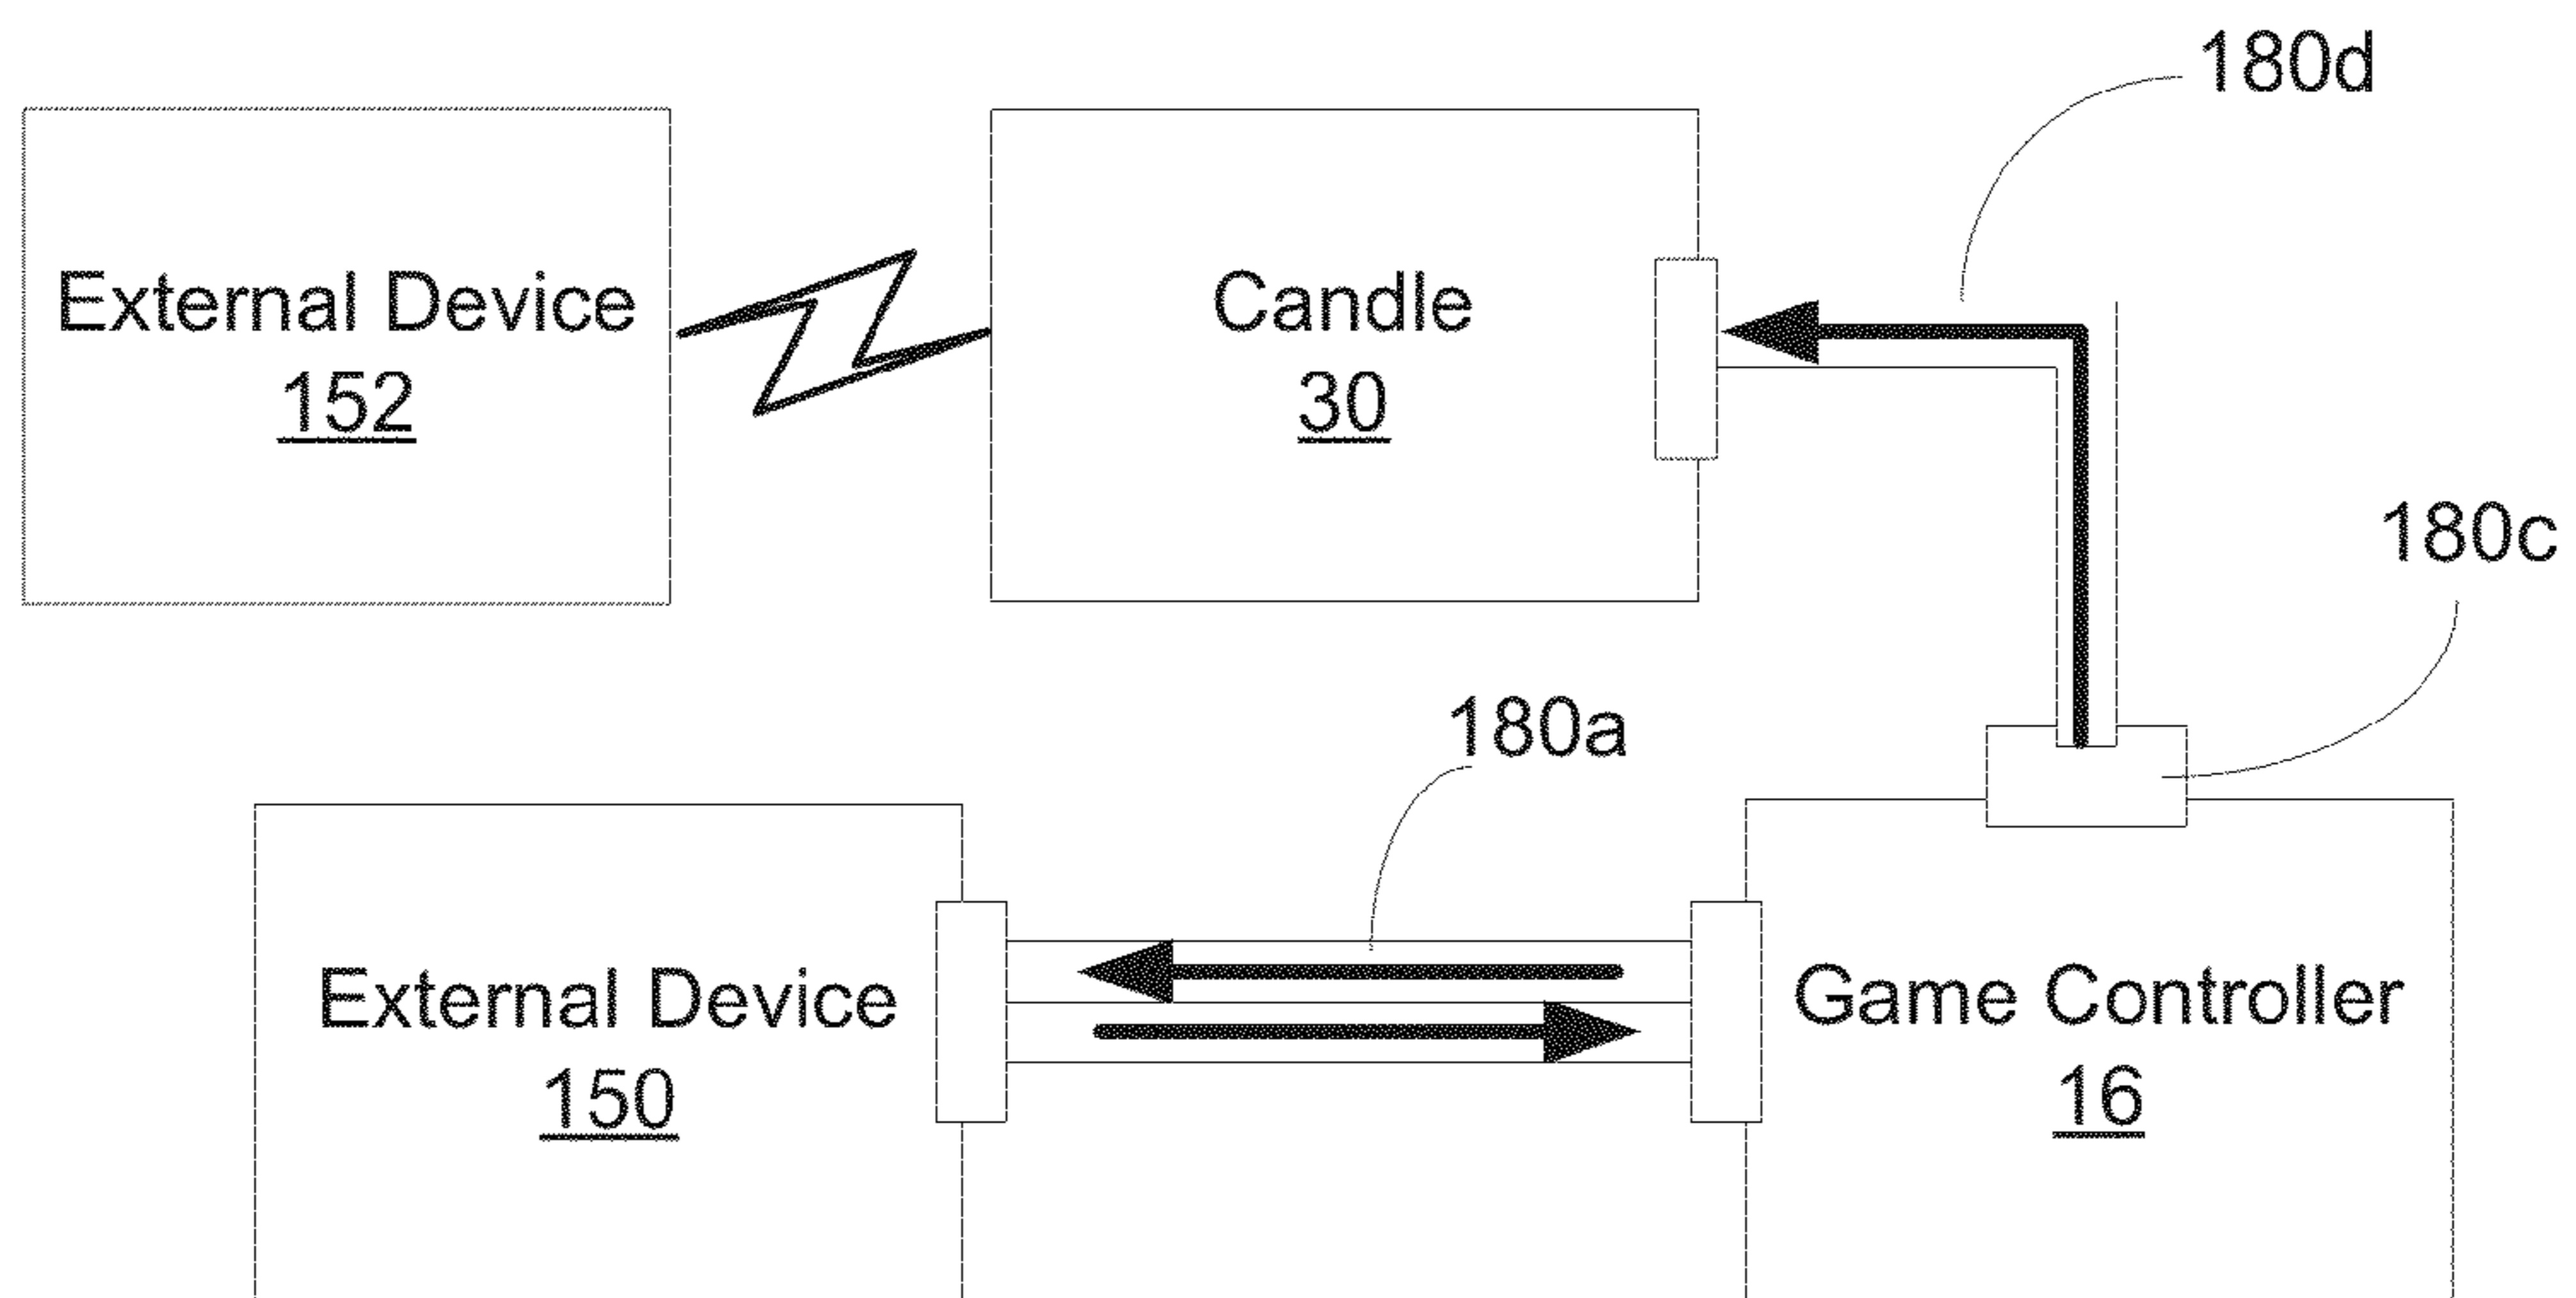 180d
External Device
152
Candle
30
180c
180a
External Device
150
Game Controller
16